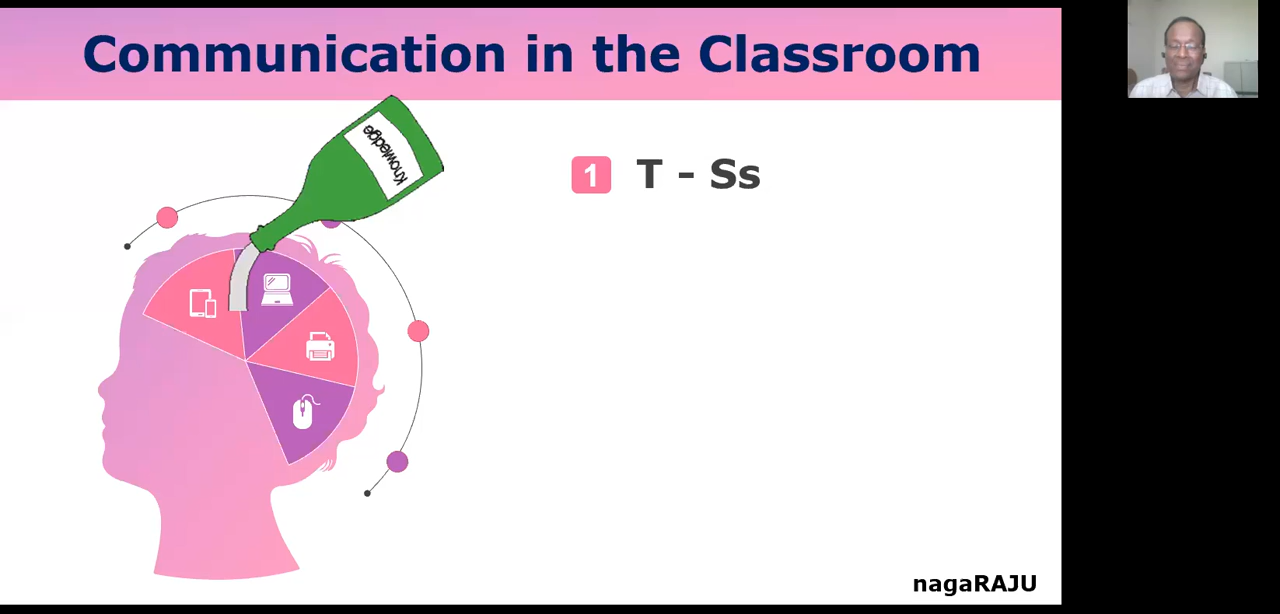 Communication in the Classroom
Knowledge
1 T - Ss
nagaRAJU